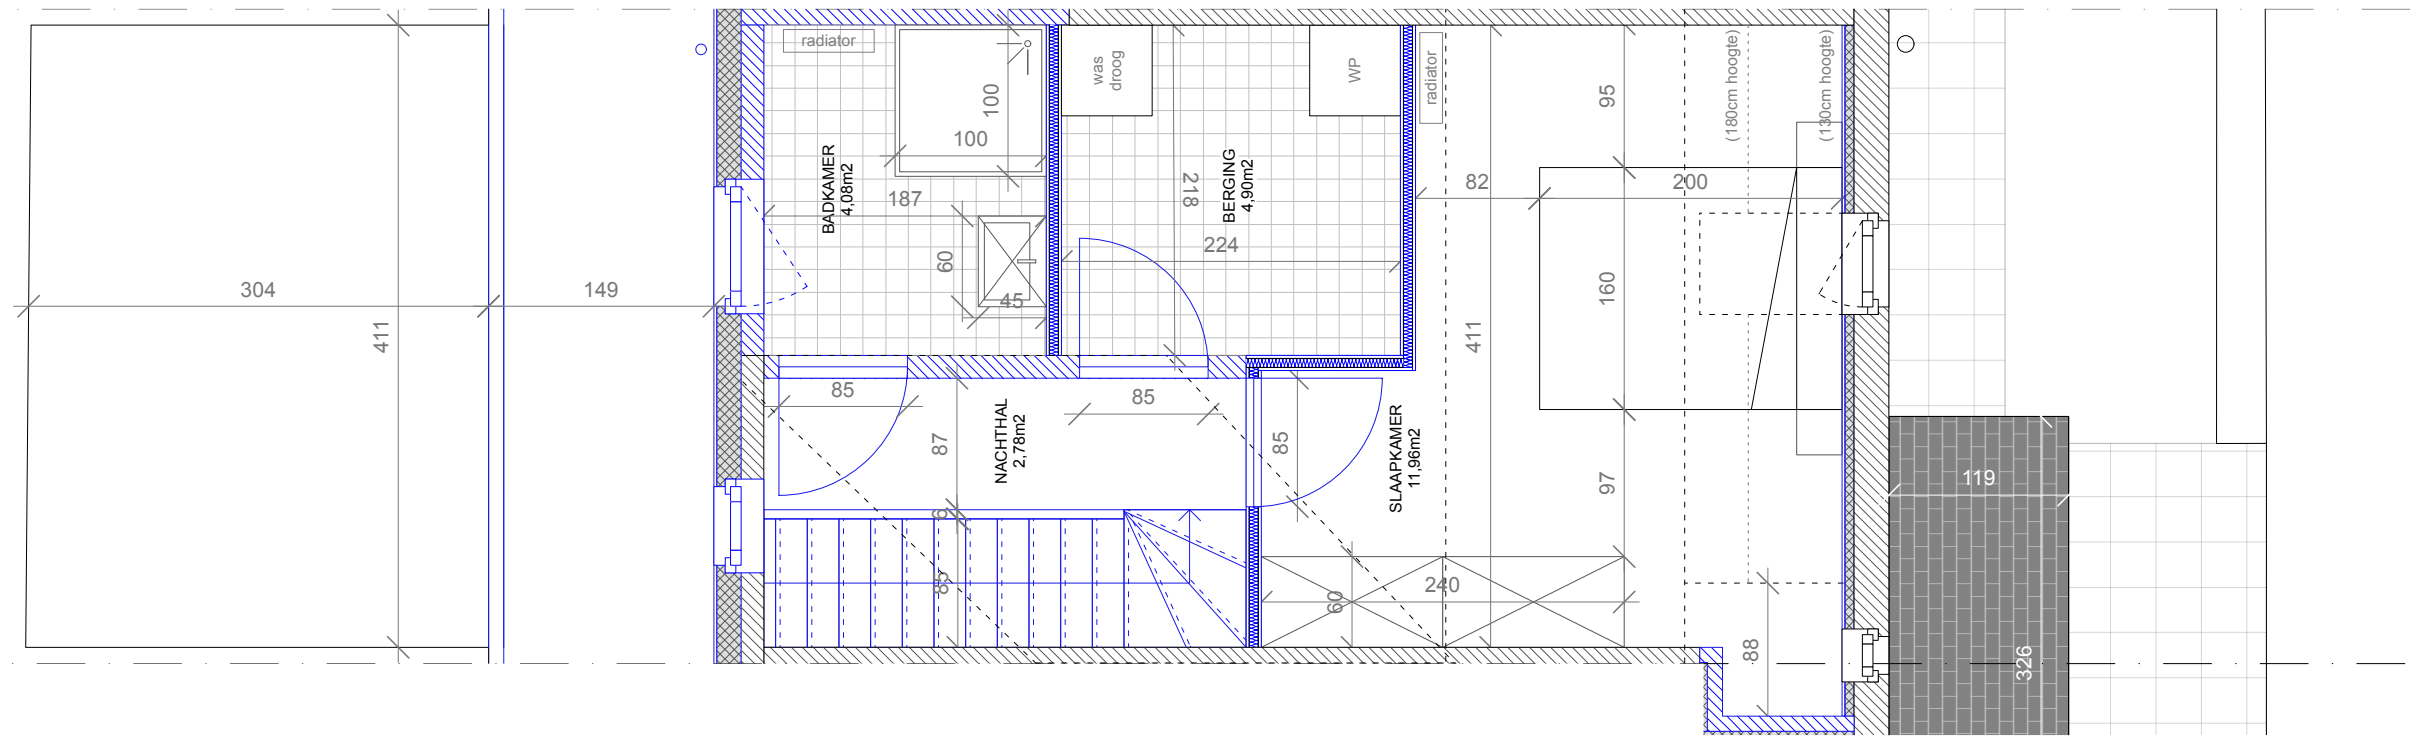 radiator
was
droog
WP
radiator
(180cm hoogte)
(130cm hoogte)
100
100
95
BADKAMER
4,08m2
187
218
BERGING
4,90m2
82
200
224
60
45
304
149
411
160
411
85
85
87
NACHTHAL
2,78m2
85
SLAAPKAMER
11,96m2
97
119
6
83
60
240
88
326